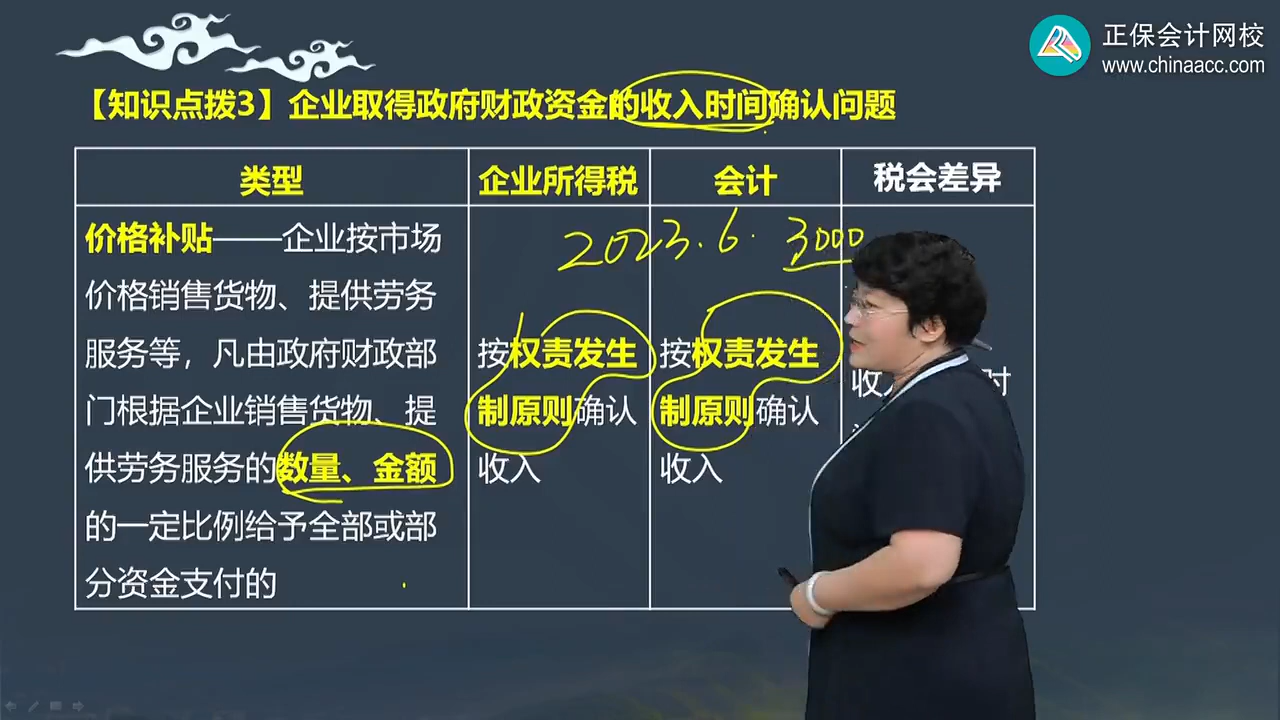 正保会计网校
www.chinaacc.com
【知识点拨3】企业取得政府财政资金的收入时间确认问题
类型
企业所得税
会计
税会差异
价格补贴——企业按市场
价格销售货物、提供劳务
服务等，凡由政府财政部
门根据企业销售货物、提
供劳务服务的数量、金额
的一定比例给予全部或部
分资金支付的
按权责发生
制原则确认
收入
按权责发生
制原则确认
收入
收
时
2023.6. 3000